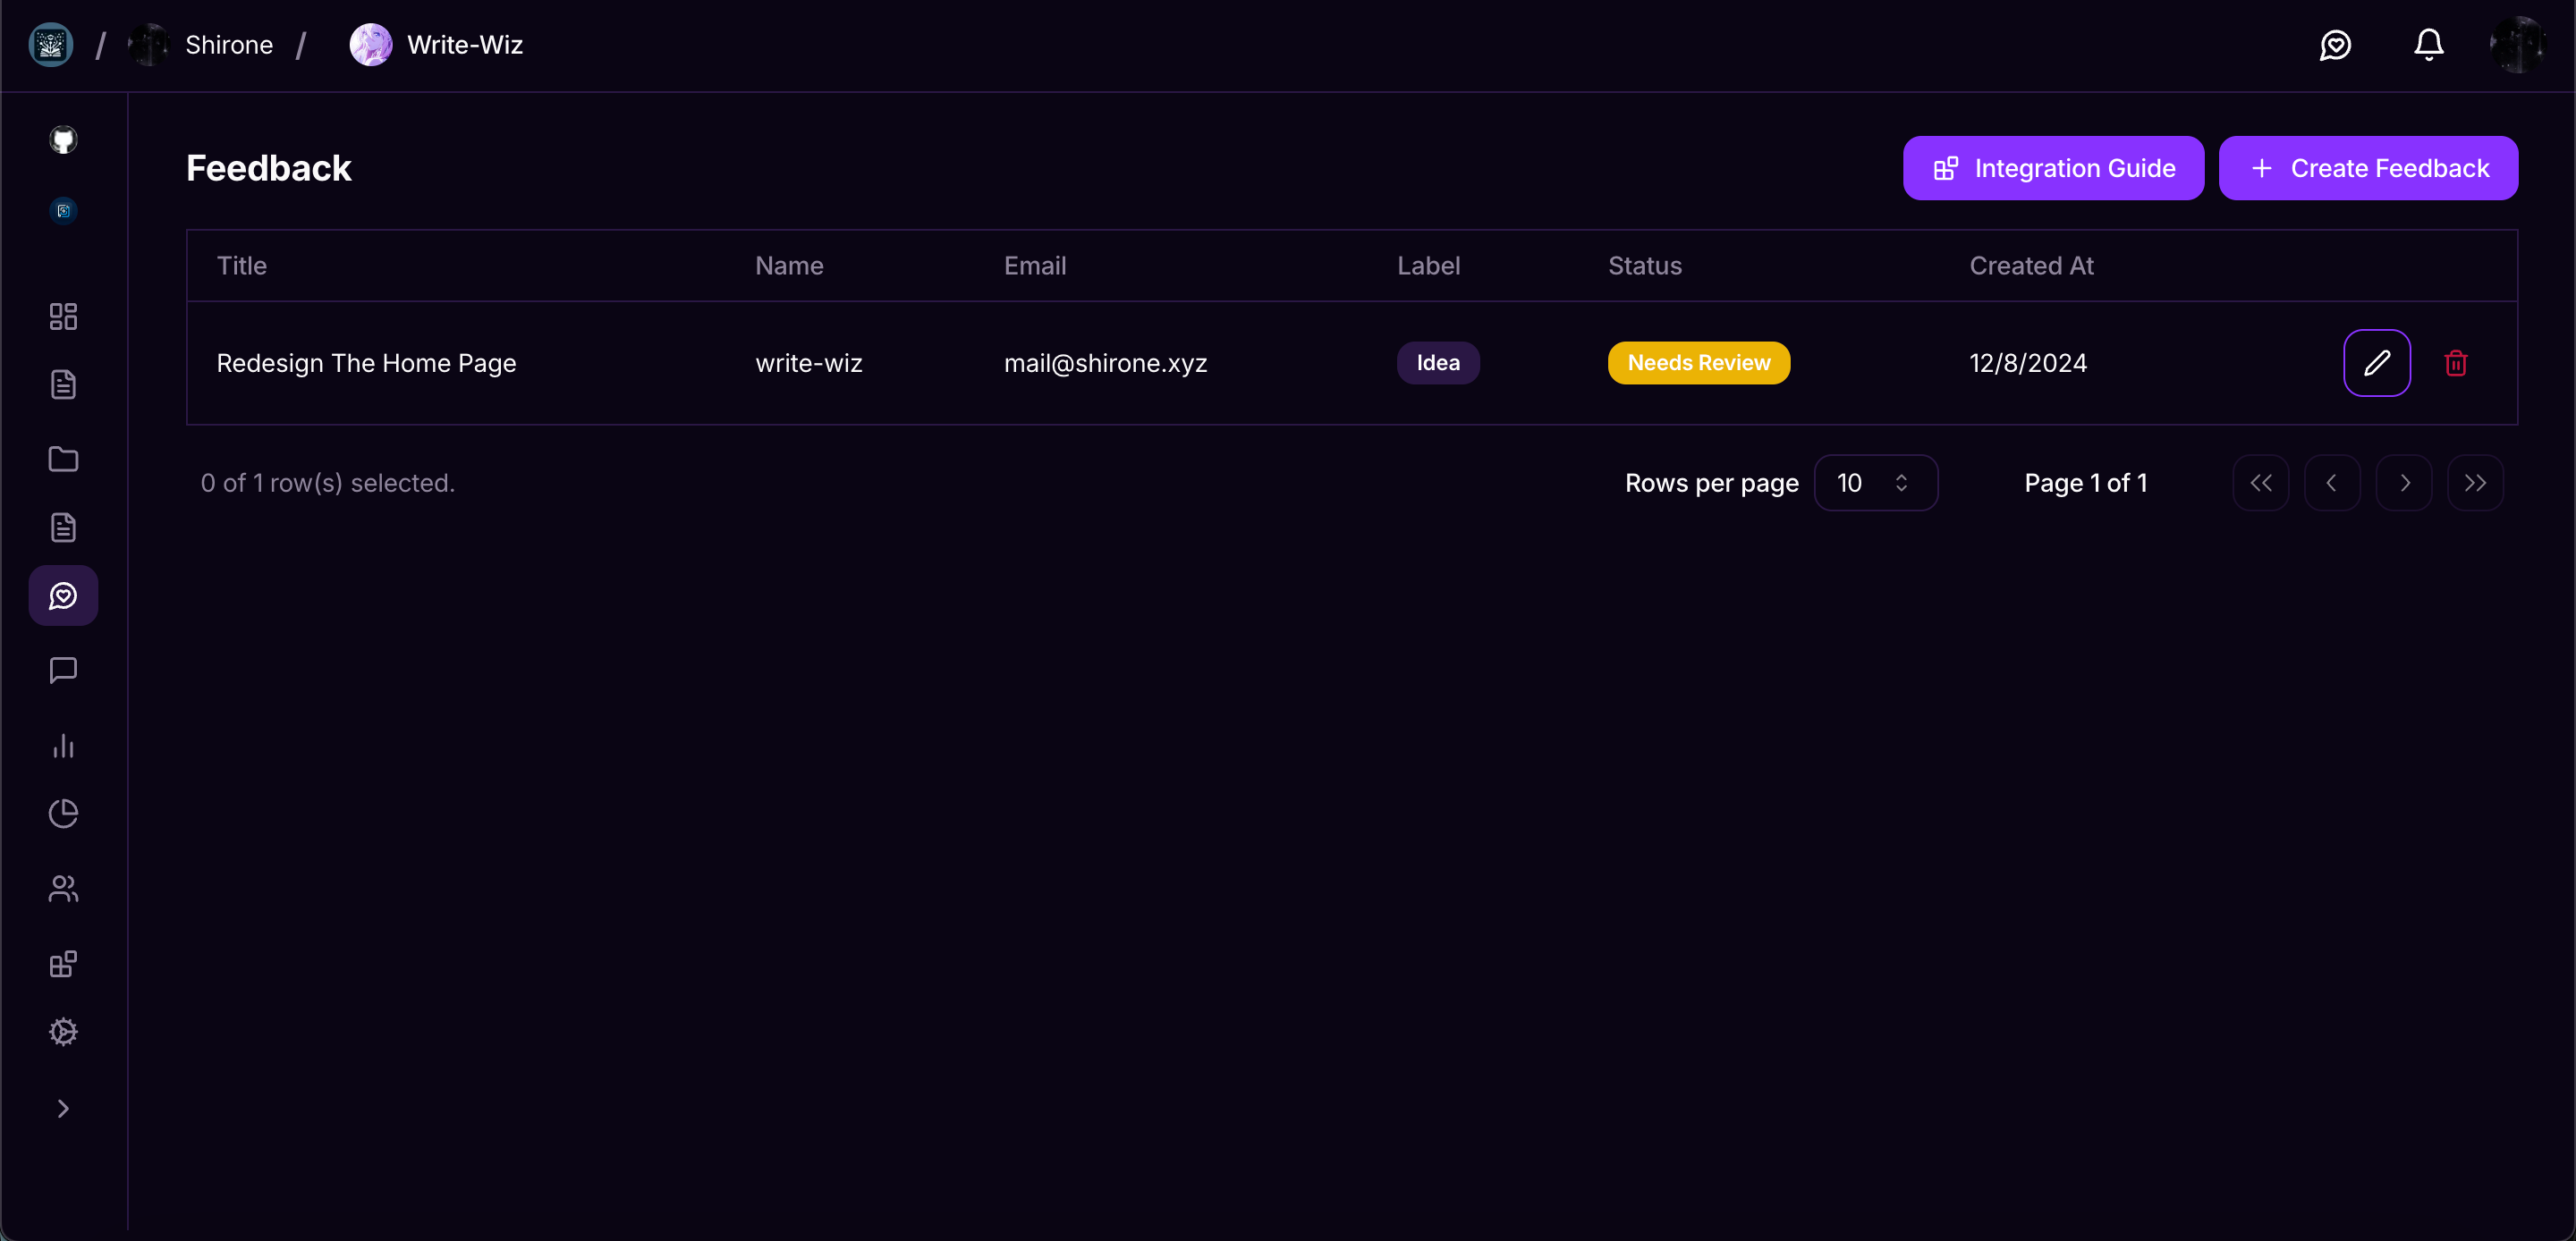 / Shirone / Write-Wiz
Feedback
Integration Guide
Create Feedback
Title Name Email Label Status Created At
Redesign The Home Page write-wiz mail@shirone.xyz Idea Needs Review 12/8/2024
0 of 1 row(s) selected.
Rows per page 10 Page 1 of 1